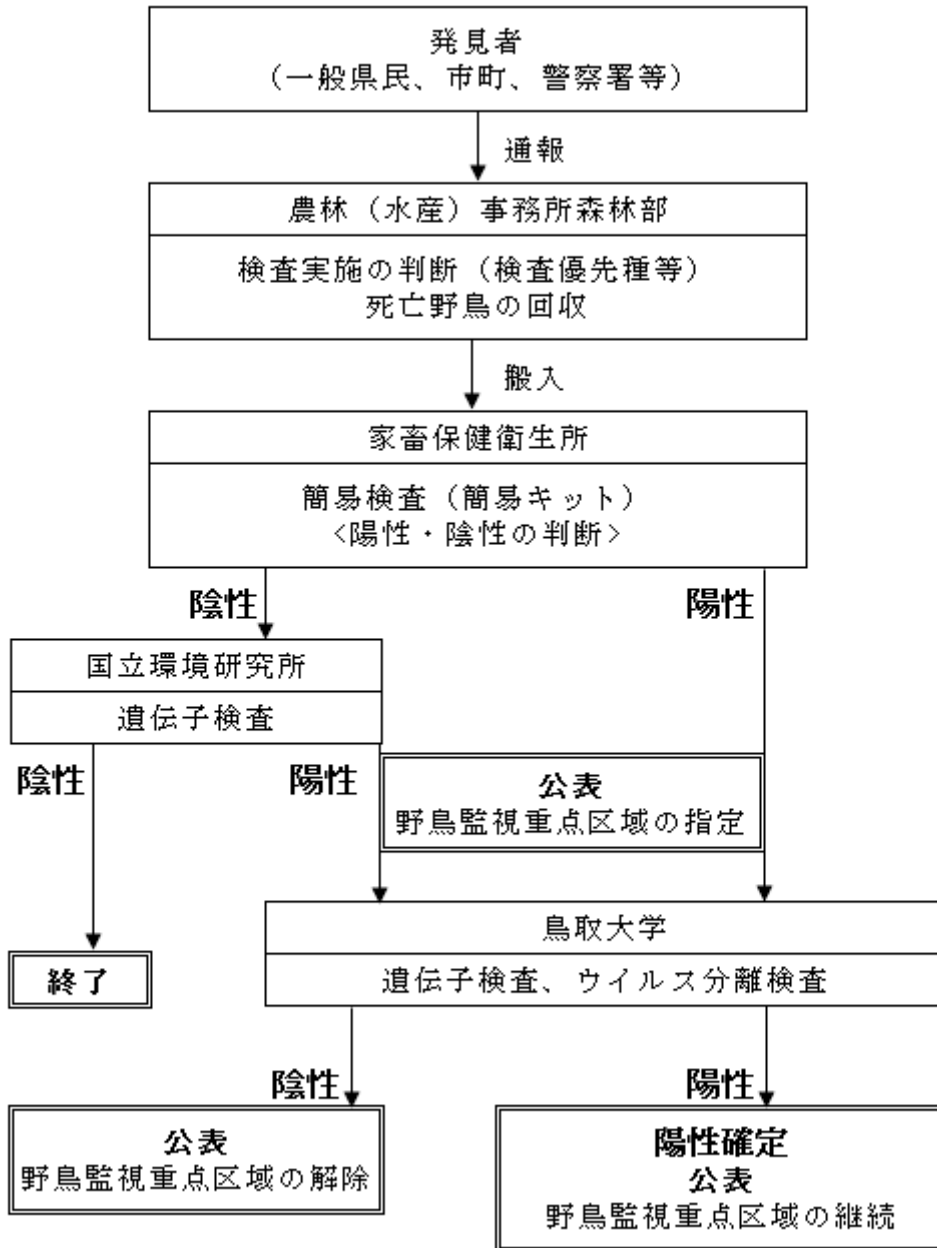 発見者
（一般県民、市町、警察署等）
通報
農林（水産）事務所森林部
検査実施の判断（検査優先種等）
死亡野鳥の回収
搬入
家畜保健衛生所
簡易検査（簡易キット）
<陽性・陰性の判断>
陰性
陽性
国立環境研究所
遺伝子検査
陰性
陽性
公表
野鳥監視重点区域の指定
鳥取大学
遺伝子検査、ウイルス分離検査
終了
陰性
陽性
公表
野鳥監視重点区域の解除
陽性確定
公表
野鳥監視重点区域の継続